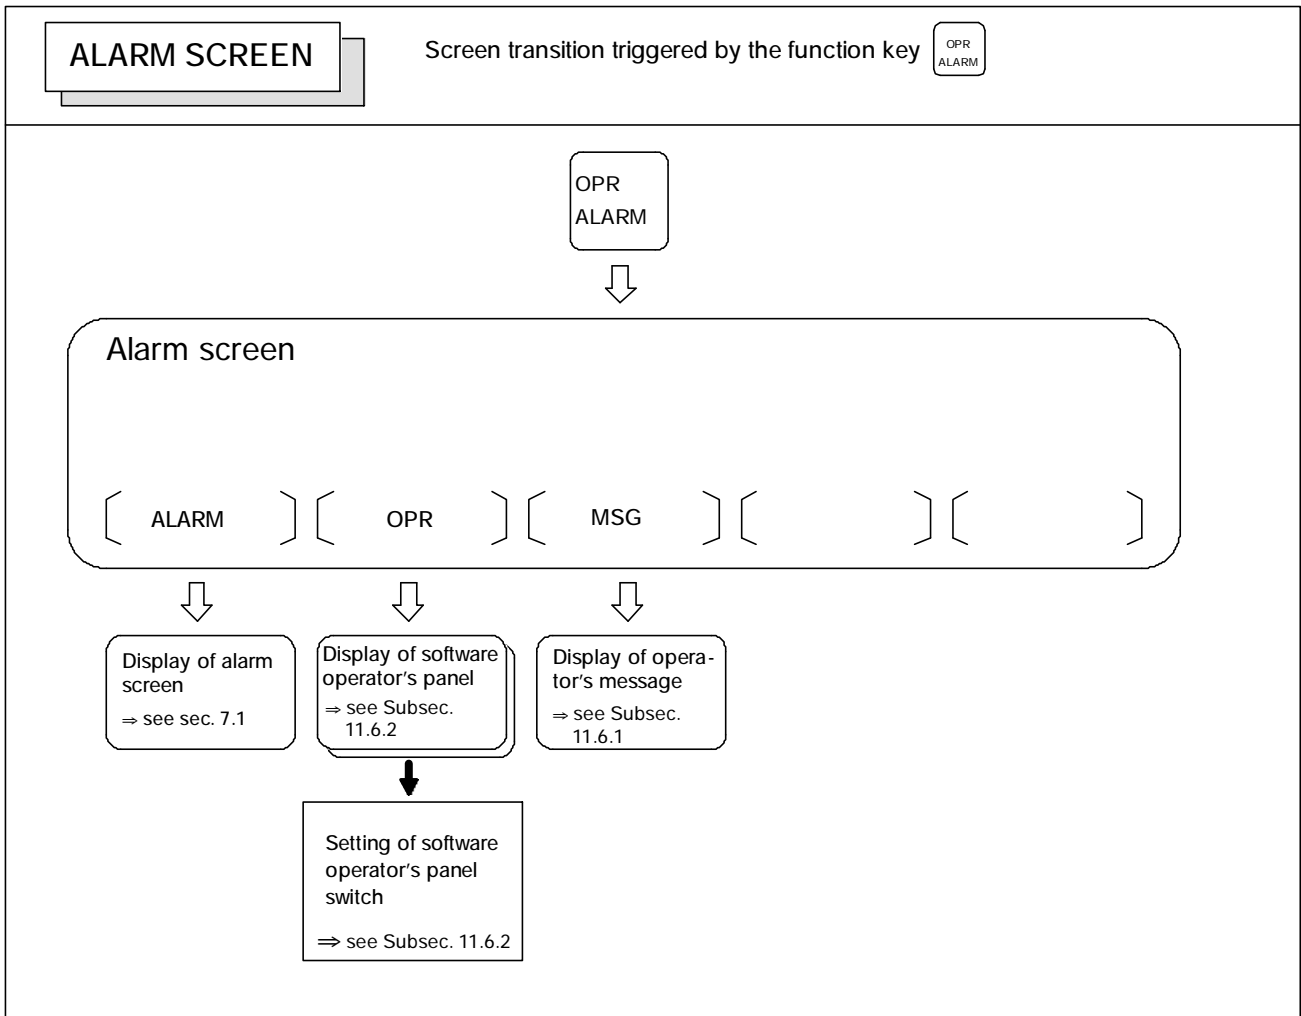 ALARM SCREEN
Screen transition triggered by the function key
OPR
ALARM
OPR
ALARM
Alarm screen
[ ALARM ] [ OPR ] [ MSG ] [ ] [ ]
Display of alarm
screen
⇒ see sec. 7.1
Display of software
operator's panel
⇒ see Subsec.
11.6.2
Display of opera-
tor's message
⇒ see Subsec.
11.6.1
Setting of software
operator's panel
switch
⇒ see Subsec. 11.6.2